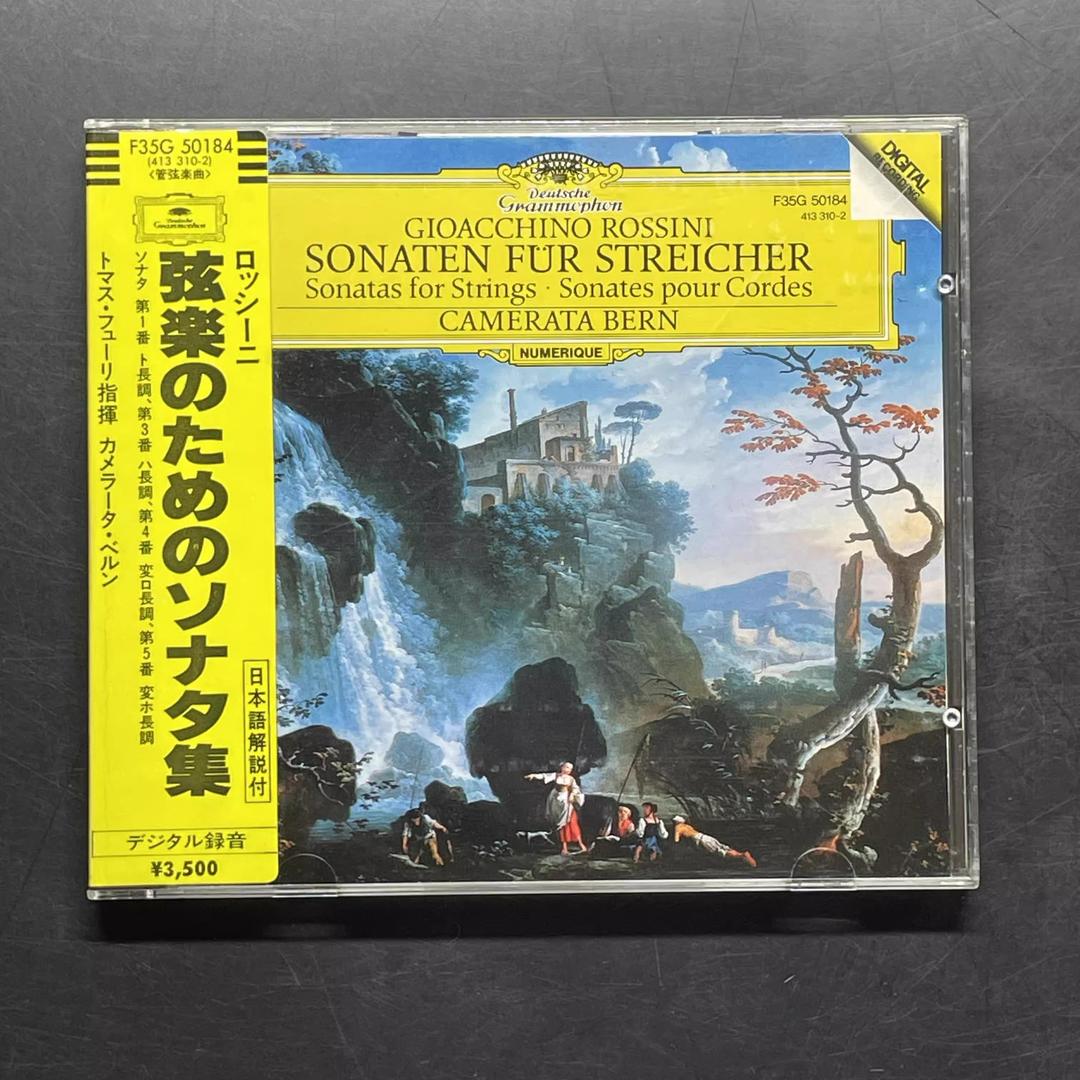 F35G 50184
(413 310-2)
〈管弦楽曲〉
Deutsche
Grammophon
ロッシーニ
弦楽のためのソナタ集
ソナタ 第1番 ト長調、第3番 ハ長調、第4番 変ロ長調、第5番 変ホ長調
トマス・フューリ指揮 カメラータ・ベルン
日本語解説付
デジタル録音
¥3,500
Deutsche
Grammophon
F35G 50184
413 310-2
DIGITAL
RECORDING
GIOACCHINO ROSSINI
SONATEN FÜR STREICHER
Sonatas for Strings · Sonates pour Cordes
CAMERATA BERN
NUMERIQUE